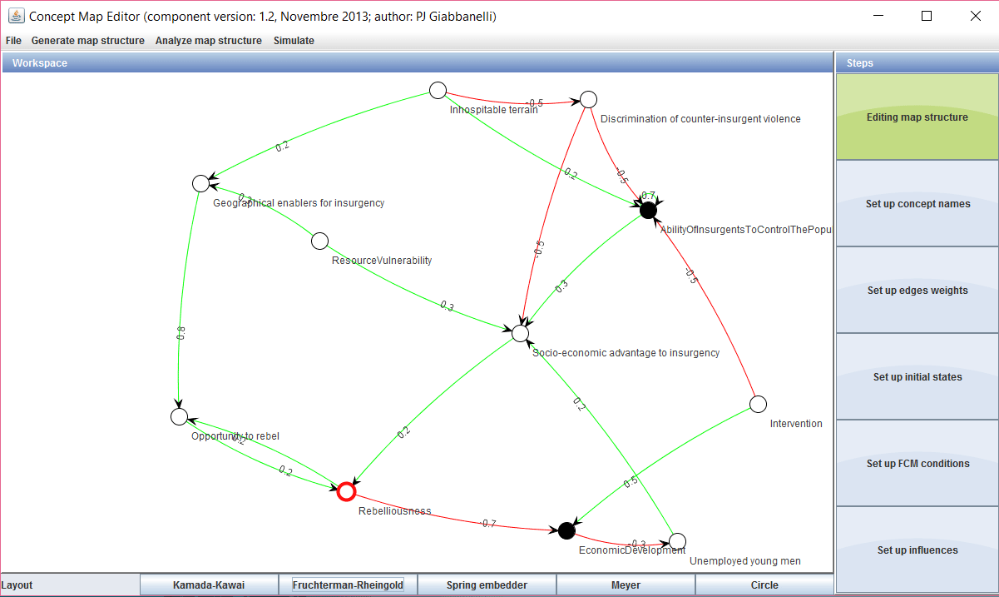 Concept Map Editor (component version: 1.2, Novembre 2013; author: PJ Giabbanelli)
File Generate map structure Analyze map structure Simulate
Workspace
Steps
Inhospitable terrain
-0.5
Discrimination of counter-insurgent violence
Editing map structure
0.2
0.2
-0.5
0.7
Geographical enablers for insurgency
0.3
AbilityOfInsurgentsToControlThePopu
Set up concept names
ResourceVulnerability
-0.5
-0.5
0.3
0.3
Set up edges weights
0.8
Socio-economic advantage to insurgency
Set up initial states
0.2
Intervention
Opportunity to rebel
0.2
0.2
0.2
Set up FCM conditions
0.5
Rebelliousness
-0.7
-0.3
EconomicDevelopment
Unemployed young men
Set up influences
Layout
Kamada-Kawai
Fruchterman-Rheingold
Spring embedder
Meyer
Circle